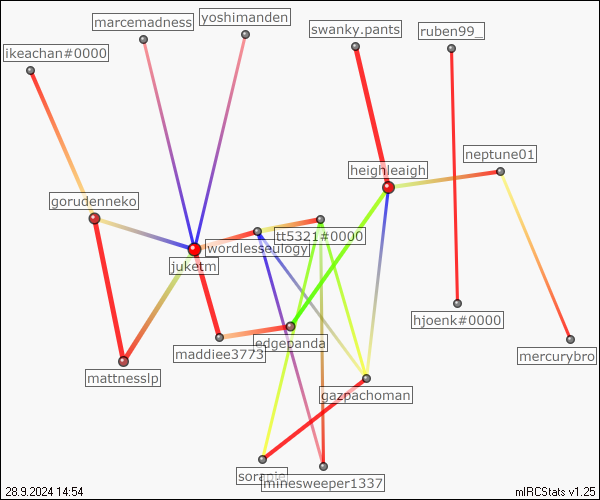 marcemadness
yoshimanden
swanky.pants
ruben99_
ikeachan#0000
neptune01
heighleaigh
gorudenneko
tt5321#0000
wordlesseulogy
juketm
hjoenk#0000
edgepanda
maddiee3773
mercurybro
mattnesslp
gazpachoman
minesweeper1337
28.9.2024 14:54
mIRCStats v1.25